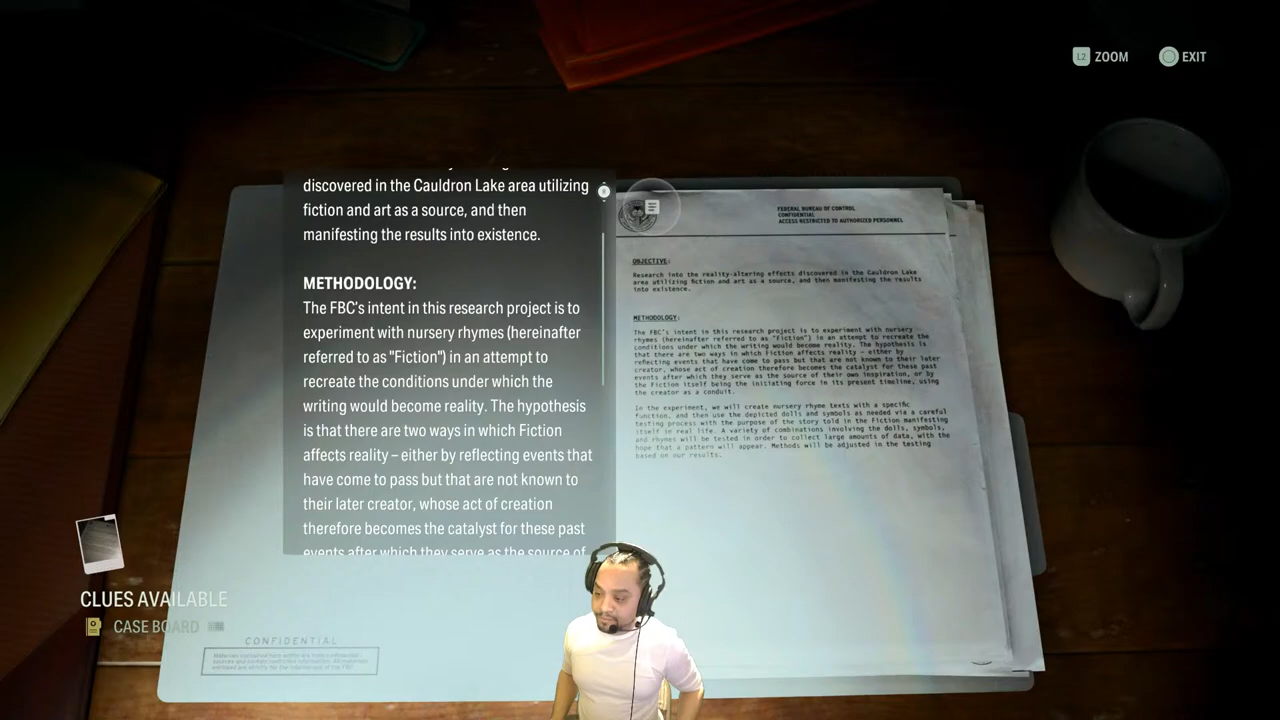 L2 ZOOM
EXIT
discovered in the Cauldron Lake area utilizing
fiction and art as a source, and then
manifesting the results into existence.
METHODOLOGY:
The FBC's intent in this research project is to
experiment with nursery rhymes (hereinafter
referred to as "Fiction") in an attempt to
recreate the conditions under which the
writing would become reality. The hypothesis
is that there are two ways in which Fiction
affects reality – either by reflecting events that
have come to pass but that are not known to
their later creator, whose act of creation
therefore becomes the catalyst for these past
events after which they serve as the source of
FEDERAL BUREAU OF CONTROL
CONFIDENTIAL
ACCESS RESTRICTED TO AUTHORIZED PERSONNEL
OBJECTIVE:
Research into the reality-altering effects discovered in the Cauldron Lake
area utilizing fiction and art as a source, and then manifesting the results
into existence.
METHODOLOGY:
The FBC's intent in this research project is to experiment with nursery
rhymes (hereinafter referred to as "Fiction") in an attempt to recreate the
conditions under which the writing would become reality. The hypothesis is
that there are two ways in which Fiction affects reality – either by
reflecting events that have come to pass but that are not known to their later
creator, whose act of creation therefore becomes the catalyst for these past
events after which they serve as the source of their own inspiration, or by
the Fiction itself being the initiating force in its present timeline, using
the creator as a conduit.
In the experiment, we will create nursery rhyme texts with a specific
function, and then use the depicted dolls and symbols as needed via a careful
testing process with the purpose of the story told in the Fiction manifesting
itself in real life. A variety of combinations involving the dolls, symbols,
and rhymes will be tested in order to collect large amounts of data, with the
hope that a pattern will appear. Methods will be adjusted in the testing
based on our results.
CLUES AVAILABLE
CASE BOARD
CONFIDENTIAL